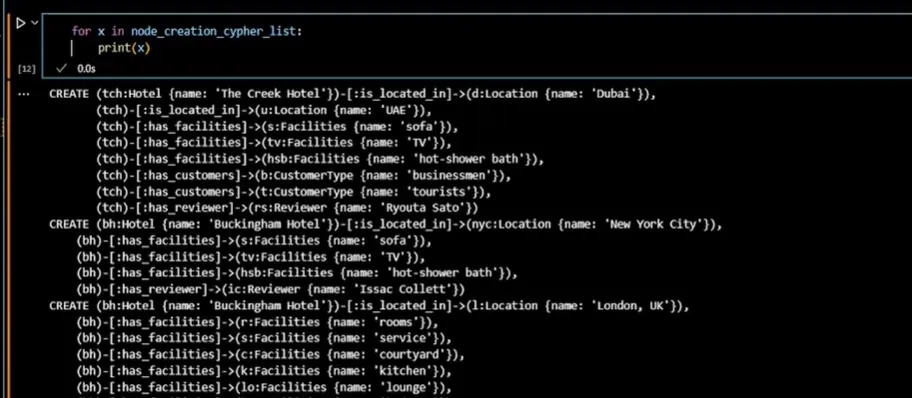 for x in node_creation_cypher_list:
print(x)
[12]
0.0s
... CREATE (tch:Hotel {name: 'The Creek Hotel'})-[:is_located_in]->(d:Location {name: 'Dubai'}),
(tch)-[:is_located_in]->(u:Location {name: 'UAE'}),
(tch)-[:has_facilities]->(s:Facilities {name: 'sofa'}),
(tch)-[:has_facilities]->(tv:Facilities {name: 'TV'}),
(tch)-[:has_facilities]->(hsb:Facilities {name: 'hot-shower bath'}),
(tch)-[:has_customers]->(b:CustomerType {name: 'businessmen'}),
(tch)-[:has_customers]->(t:CustomerType {name: 'tourists'}),
(tch)-[:has_reviewer]->(rs:Reviewer {name: 'Ryouta Sato'})
CREATE (bh:Hotel {name: 'Buckingham Hotel'})-[:is_located_in]->(nyc:Location {name: 'New York City'}),
(bh)-[:has_facilities]->(s:Facilities {name: 'sofa'}),
(bh)-[:has_facilities]->(tv:Facilities {name: 'TV'}),
(bh)-[:has_facilities]->(hsb:Facilities {name: 'hot-shower bath'}),
(bh)-[:has_reviewer]->(ic:Reviewer {name: 'Issac Collett'})
CREATE (bh:Hotel {name: 'Buckingham Hotel'})-[:is_located_in]->(l:Location {name: 'London, UK'}),
(bh)-[:has_facilities]->(r:Facilities {name: 'rooms'}),
(bh)-[:has_facilities]->(s:Facilities {name: 'service'}),
(bh)-[:has_facilities]->(c:Facilities {name: 'courtyard'}),
(bh)-[:has_facilities]->(k:Facilities {name: 'kitchen'}),
(bh)-[:has_facilities]->(lo:Facilities {name: 'lounge'}),